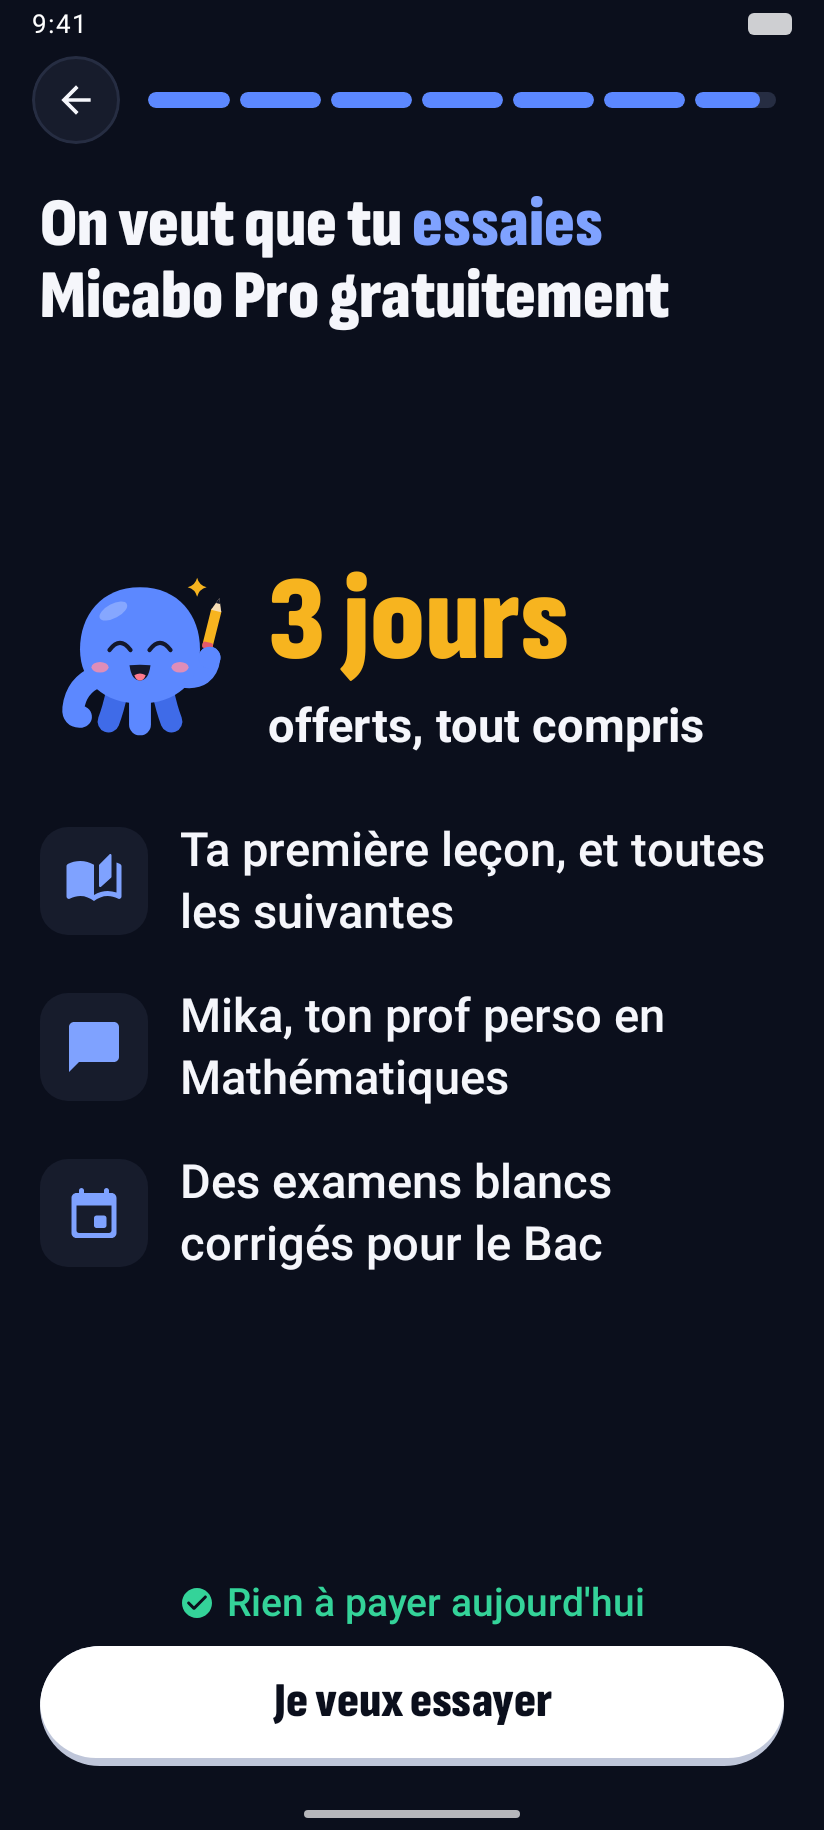 9:41
On veut que tu essaies
Micabo Pro gratuitement
3 jours
offerts, tout compris
Ta première leçon, et toutes
les suivantes
Mika, ton prof perso en
Mathématiques
Des examens blancs
corrigés pour le Bac
Rien à payer aujourd'hui
Je veux essayer